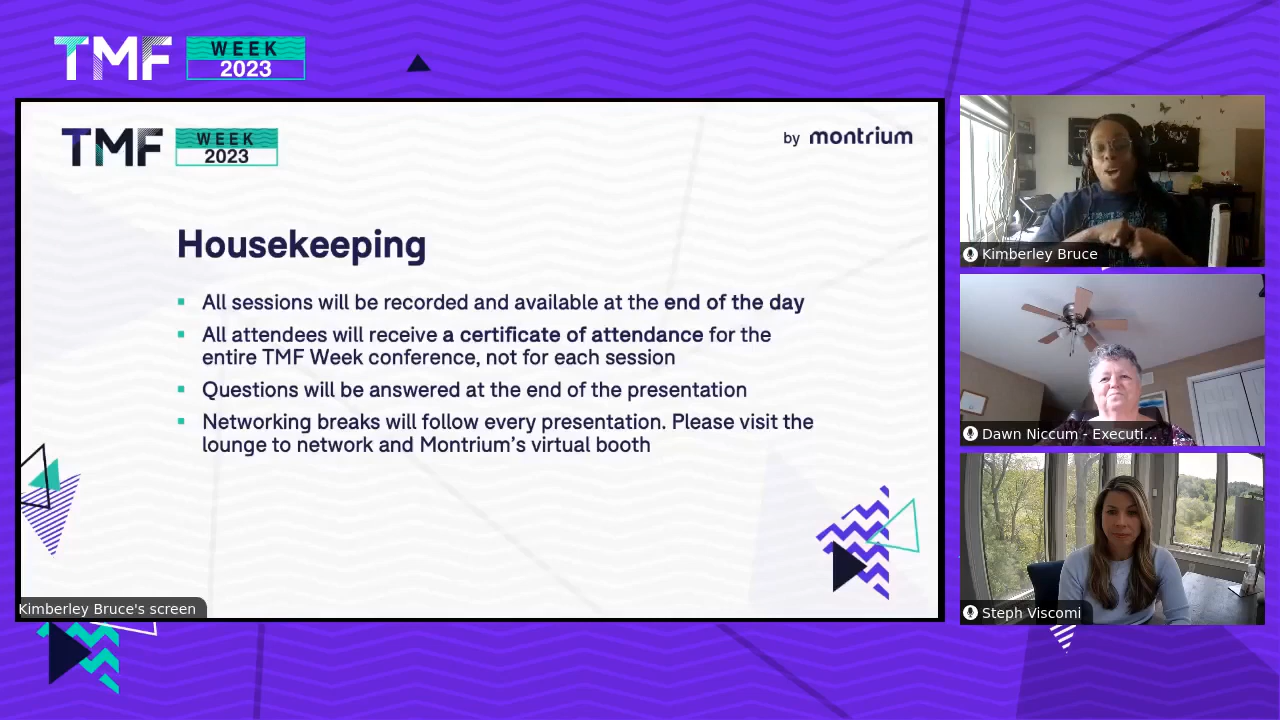 TMF WEEK 2023
TMF WEEK 2023
by montrium
Housekeeping
All sessions will be recorded and available at the end of the day
All attendees will receive a certificate of attendance for the
entire TMF Week conference, not for each session
Questions will be answered at the end of the presentation
Networking breaks will follow every presentation. Please visit the
lounge to network and Montrium's virtual booth
Kimberley Bruce's screen
Kimberley Bruce
Dawn Niccum - Executi...
Steph Viscomi